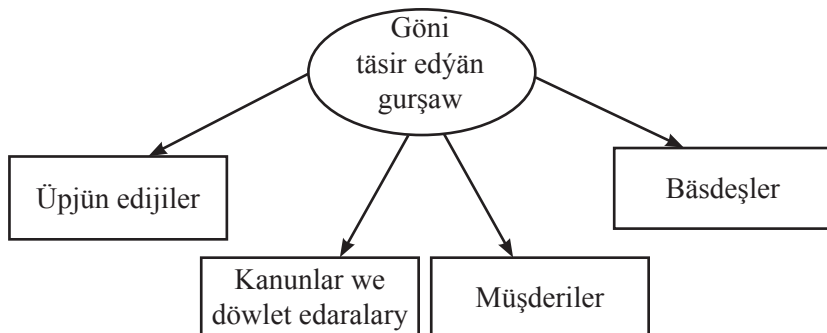 Göni
täsir edýän
gurşaw
Üpjün edijiler
Bäsdeşler
Kanunlar we
döwlet edaralary
Müşderiler